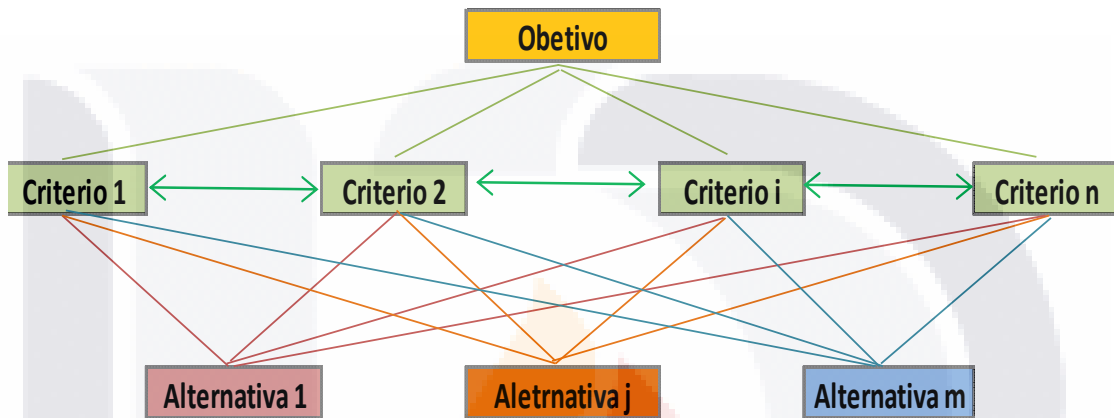 Obetivo
Criterio 1
Criterio 2
Criterio i
Criterio n
Alternativa 1
Aletrnativa j
Alternativa m